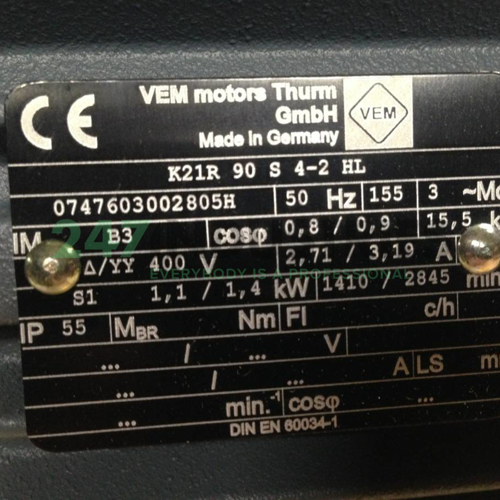 CE VEM motors Thurm
GmbH VEM
Made in Germany
K21R 90 S 4-2 HL
0747603002805H 50 Hz 155 3 ~Mo
IM B3 cosφ 0,8 / 0,9 15,5 k
Δ/YY 400 V 2,71 / 3,19 A
S1 1,1 / 1,4 kW 1410 / 2845 min
IP 55 MBR Nm FI c/h
... / ... V
... / ... A LS m
... min.-1 cosφ ...
DIN EN 60034-1
247
EVERYBODY IS A PROFESSIONAL